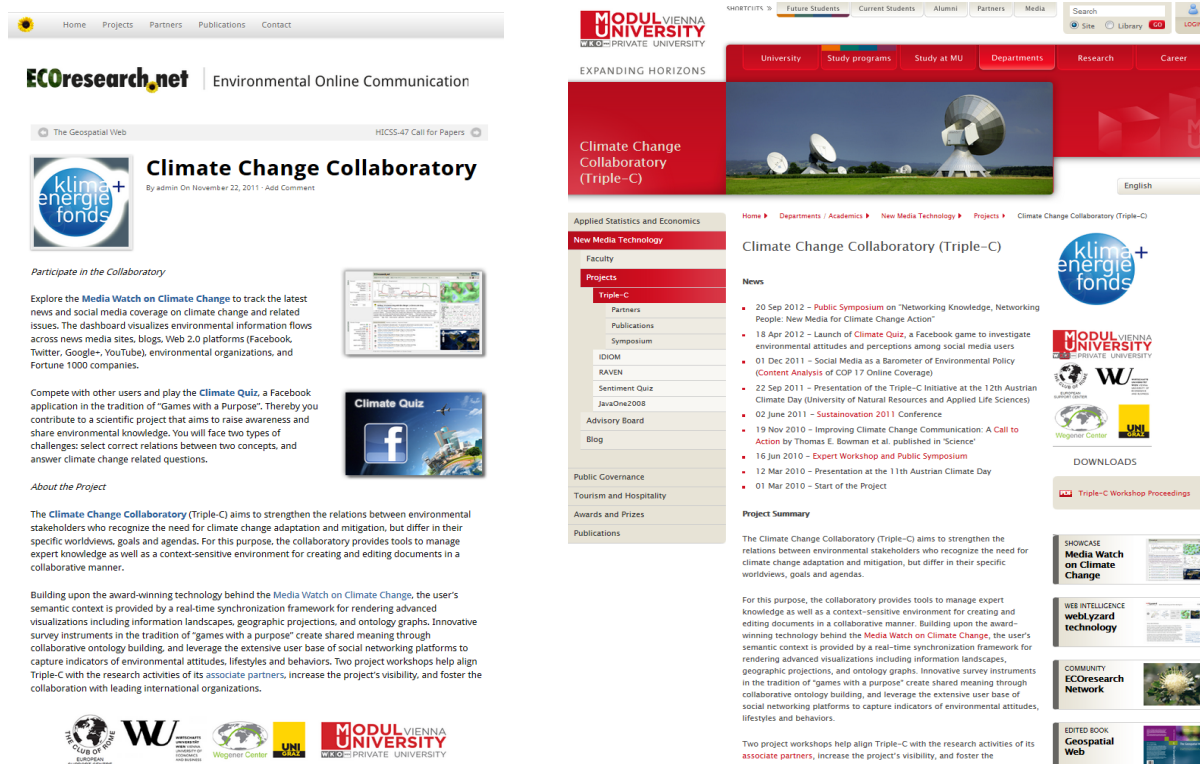 Home Projects Partners Publications Contact
ECOresearch.net Environmental Online Communication
The Geospatial Web HICSS-47 Call for Papers
klima+
energie
fonds
Climate Change Collaboratory
By admin On November 22, 2011 · Add Comment
Participate in the Collaboratory
Explore the Media Watch on Climate Change to track the latest
news and social media coverage on climate change and related
issues. The dashboard visualizes environmental information flows
across news media sites, blogs, Web 2.0 platforms (Facebook,
Twitter, Google+, YouTube), environmental organizations, and
Fortune 1000 companies.
Compete with other users and play the Climate Quiz, a Facebook
application in the tradition of “Games with a Purpose”. Thereby you
contribute to a scientific project that aims to raise awareness and
share environmental knowledge. You will face two types of
challenges: select correct relations between two concepts, and
answer climate change related questions.
Climate Quiz
f
About the Project
The Climate Change Collaboratory (Triple-C) aims to strengthen the relations between environmental
stakeholders who recognize the need for climate change adaptation and mitigation, but differ in their
specific worldviews, goals and agendas. For this purpose, the collaboratory provides tools to manage
expert knowledge as well as a context-sensitive environment for creating and editing documents in a
collaborative manner.
Building upon the award-winning technology behind the Media Watch on Climate Change, the user’s
semantic context is provided by a real-time synchronization framework for rendering advanced
visualizations including information landscapes, geographic projections, and ontology graphs. Innovative
survey instruments in the tradition of “games with a purpose” create shared meaning through
collaborative ontology building, and leverage the extensive user base of social networking platforms to
capture indicators of environmental attitudes, lifestyles and behaviors. Two project workshops help align
Triple-C with the research activities of its associate partners, increase the project’s visibility, and foster the
collaboration with leading international organizations.
THE CLUB OF ROME
EUROPEAN
WU
WIRTSCHAFTS
UNIVERSITÄT
WIEN VIENNA
UNIVERSITY OF
ECONOMICS
AND BUSINESS
Wegener Center
UNI
GRAZ
MODUL VIENNA
UNIVERSITY
WKO PRIVATE UNIVERSITY
MODUL VIENNA
UNIVERSITY
WKO PRIVATE UNIVERSITY
EXPANDING HORIZONS
SHORTCUTS » Future Students Current Students Alumni Partners Media
Search
Site Library GO
LOGIN
University Study programs Study at MU Departments Research Career
Climate Change
Collaboratory
(Triple-C)
English
Applied Statistics and Economics
New Media Technology
Faculty
Projects
Triple-C
Partners
Publications
Symposium
IDIOM
RAVEN
Sentiment Quiz
JavaOne2008
Advisory Board
Blog
Public Governance
Tourism and Hospitality
Awards and Prizes
Publications
Home Departments / Academics New Media Technology Projects Climate Change Collaboratory (Triple-C)
Climate Change Collaboratory (Triple-C)
News
20 Sep 2012 – Public Symposium on "Networking Knowledge, Networking
People: New Media for Climate Change Action"
18 Apr 2012 – Launch of Climate Quiz, a Facebook game to investigate
environmental attitudes and perceptions among social media users
01 Dec 2011 – Social Media as a Barometer of Environmental Policy
(Content Analysis of COP 17 Online Coverage)
22 Sep 2011 – Presentation of the Triple-C Initiative at the 12th Austrian
Climate Day (University of Natural Resources and Applied Life Sciences)
02 June 2011 – Sustainovation 2011 Conference
19 Nov 2010 – Improving Climate Change Communication: A Call to
Action by Thomas E. Bowman et al. published in 'Science'
16 Jun 2010 – Expert Workshop and Public Symposium
12 Mar 2010 – Presentation at the 11th Austrian Climate Day
01 Mar 2010 – Start of the Project
Project Summary
The Climate Change Collaboratory (Triple-C) aims to strengthen the
relations between environmental stakeholders who recognize the need for
climate change adaptation and mitigation, but differ in their specific
worldviews, goals and agendas.
For this purpose, the collaboratory provides tools to manage expert
knowledge as well as a context-sensitive environment for creating and
editing documents in a collaborative manner. Building upon the award-
winning technology behind the Media Watch on Climate Change, the user's
semantic context is provided by a real-time synchronization framework for
rendering advanced visualizations including information landscapes,
geographic projections, and ontology graphs. Innovative survey instruments
in the tradition of "games with a purpose" create shared meaning through
collaborative ontology building, and leverage the extensive user base of
social networking platforms to capture indicators of environmental attitudes,
lifestyles and behaviors.
Two project workshops help align Triple-C with the research activities of its
associate partners, increase the project's visibility, and foster the
klima+
energie
fonds
MODUL VIENNA
UNIVERSITY
PRIVATE UNIVERSITY
WU
Wegener Center
UNI
GRAZ
DOWNLOADS
PDF Triple-C Workshop Proceedings
SHOWCASE
Media Watch
on Climate
Change
WEB INTELLIGENCE
webLyzard
technology
COMMUNITY
ECOresearch
Network
EDITED BOOK
Geospatial
Web